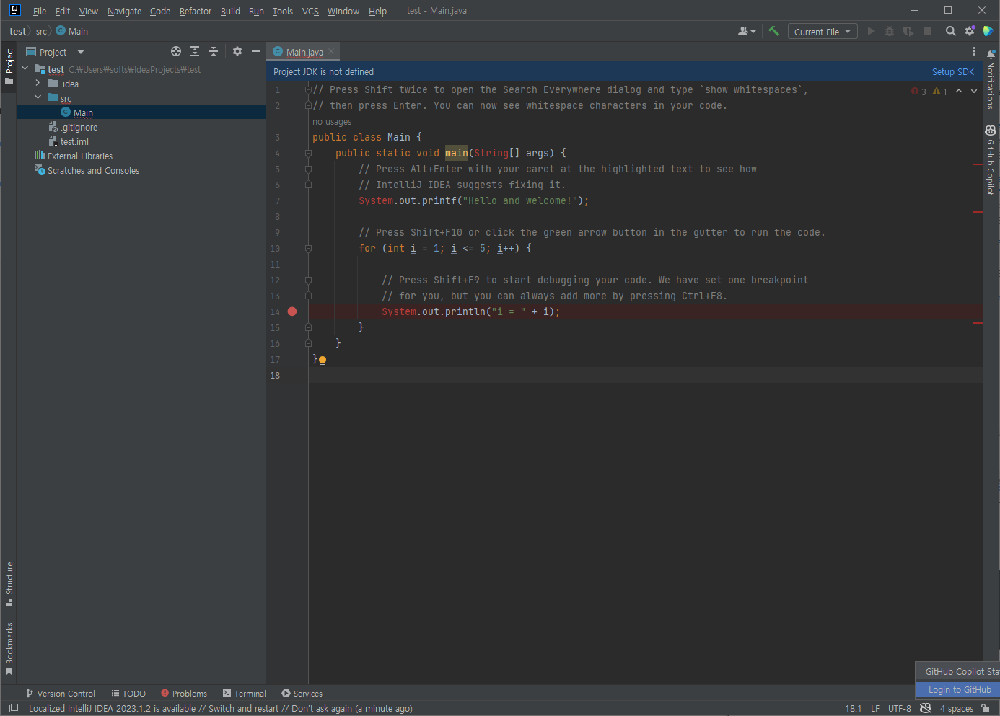 File Edit View Navigate Code Refactor Build Run Tools VCS Window Help test - Main.java
test src Main Current File
Project
Project
Main.java
Notifications
GitHub Copilot
test C:₩Users₩softs₩IdeaProjects₩test
.idea
src
Main
.gitignore
test.iml
External Libraries
Scratches and Consoles
Project JDK is not defined Setup SDK
3 1
1 // Press Shift twice to open the Search Everywhere dialog and type `show whitespaces`,
2 // then press Enter. You can now see whitespace characters in your code.
no usages
3 public class Main {
4 public static void main(String[] args) {
5 // Press Alt+Enter with your caret at the highlighted text to see how
6 // IntelliJ IDEA suggests fixing it.
7 System.out.printf("Hello and welcome!");
8
9 // Press Shift+F10 or click the green arrow button in the gutter to run the code.
10 for (int i = 1; i <= 5; i++) {
11
12 // Press Shift+F9 to start debugging your code. We have set one breakpoint
13 // for you, but you can always add more by pressing Ctrl+F8.
14 System.out.println("i = " + i);
15 }
16 }
17 }
18
Structure
Bookmarks
GitHub Copilot Sta
Login to GitHub
Version Control TODO Problems Terminal Services
Localized IntelliJ IDEA 2023.1.2 is available // Switch and restart // Don't ask again (a minute ago) 18:1 LF UTF-8 4 spaces